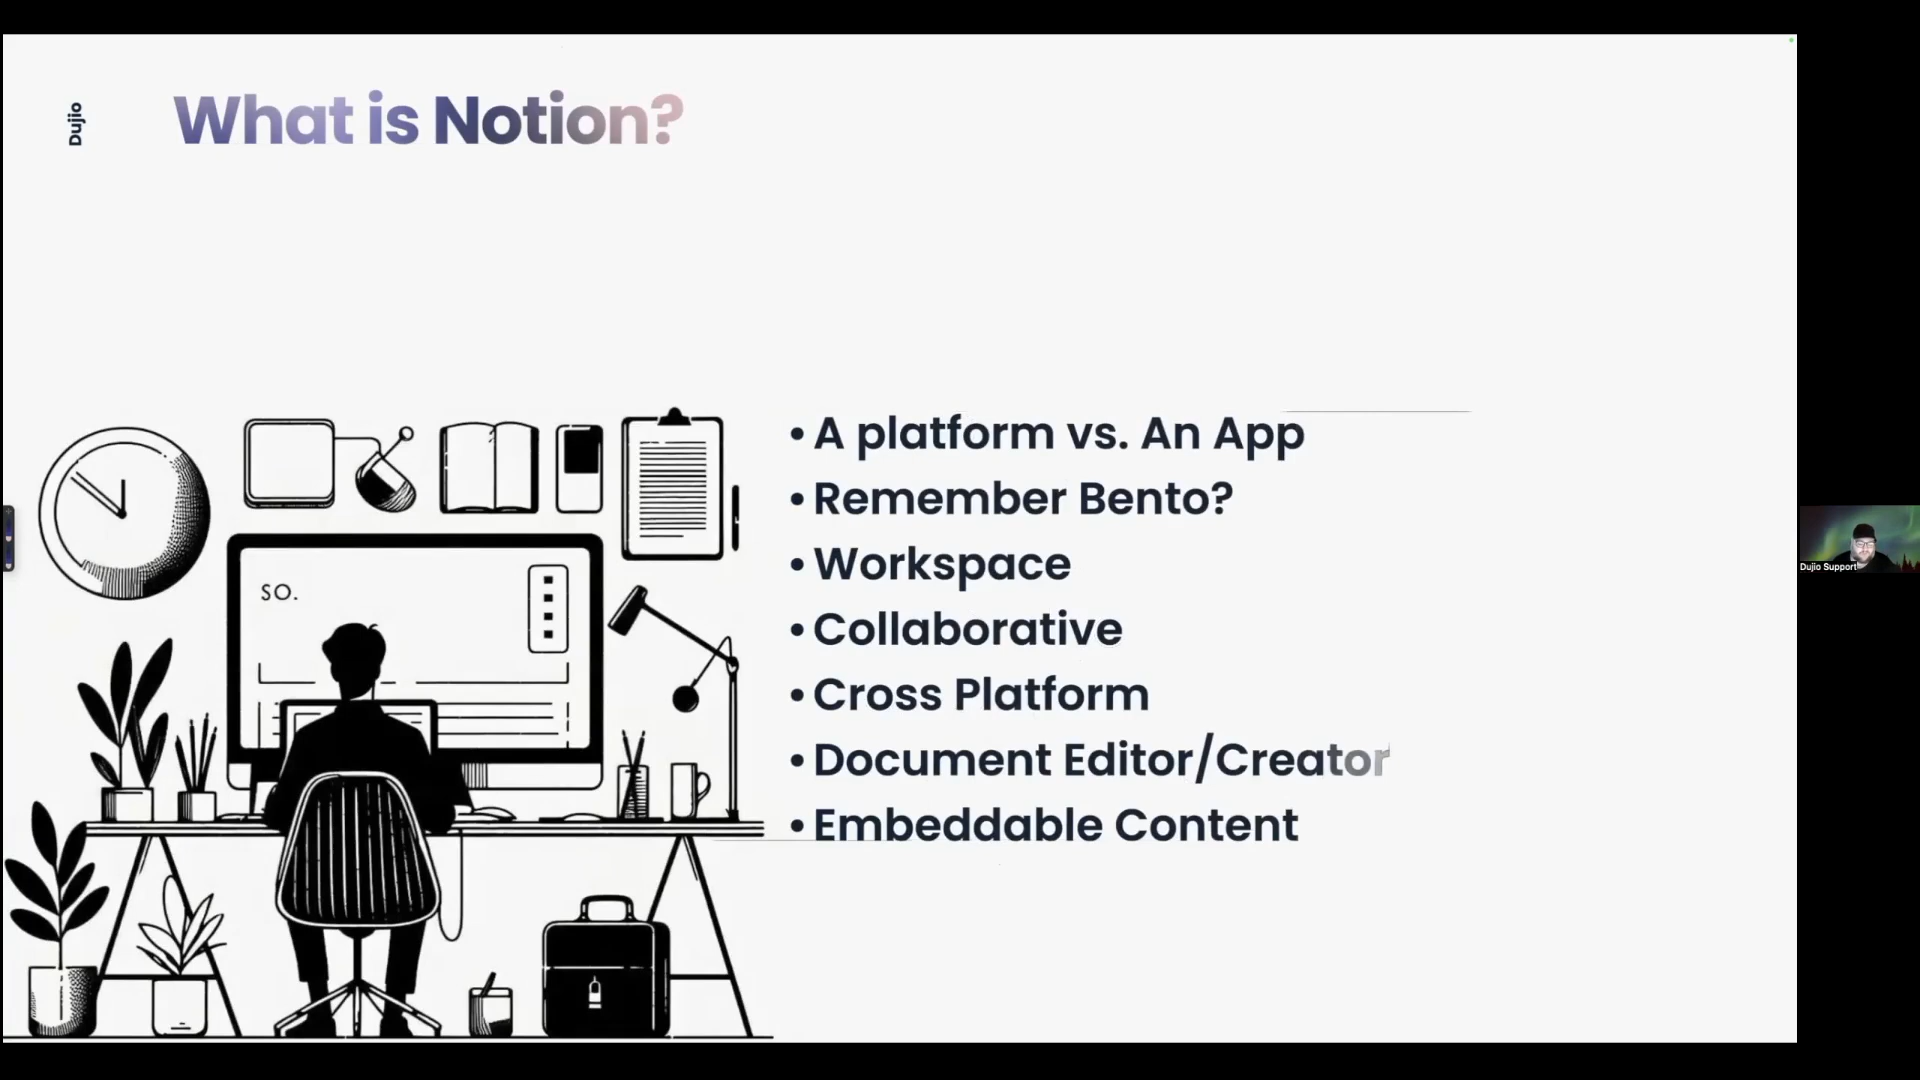 Dujio
What is Notion?
• A platform vs. An App
• Remember Bento?
• Workspace
• Collaborative
• Cross Platform
• Document Editor/Creator
• Embeddable Content
SO.
Dujio Support